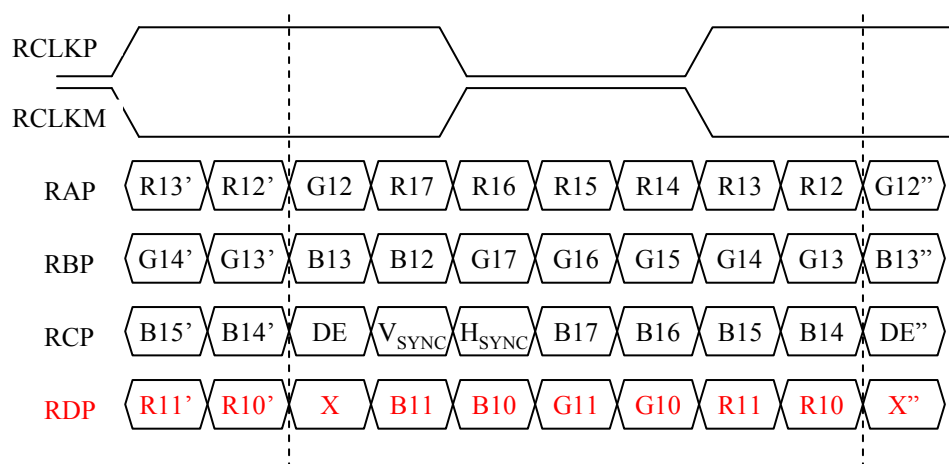 RCLKP
RCLKM
RAP R13’ R12’ G12 R17 R16 R15 R14 R13 R12 G12”
RBP G14’ G13’ B13 B12 G17 G16 G15 G14 G13 B13”
RCP B15’ B14’ DE VSYNC HSYNC B17 B16 B15 B14 DE”
RDP R11’ R10’ X B11 B10 G11 G10 R11 R10 X”